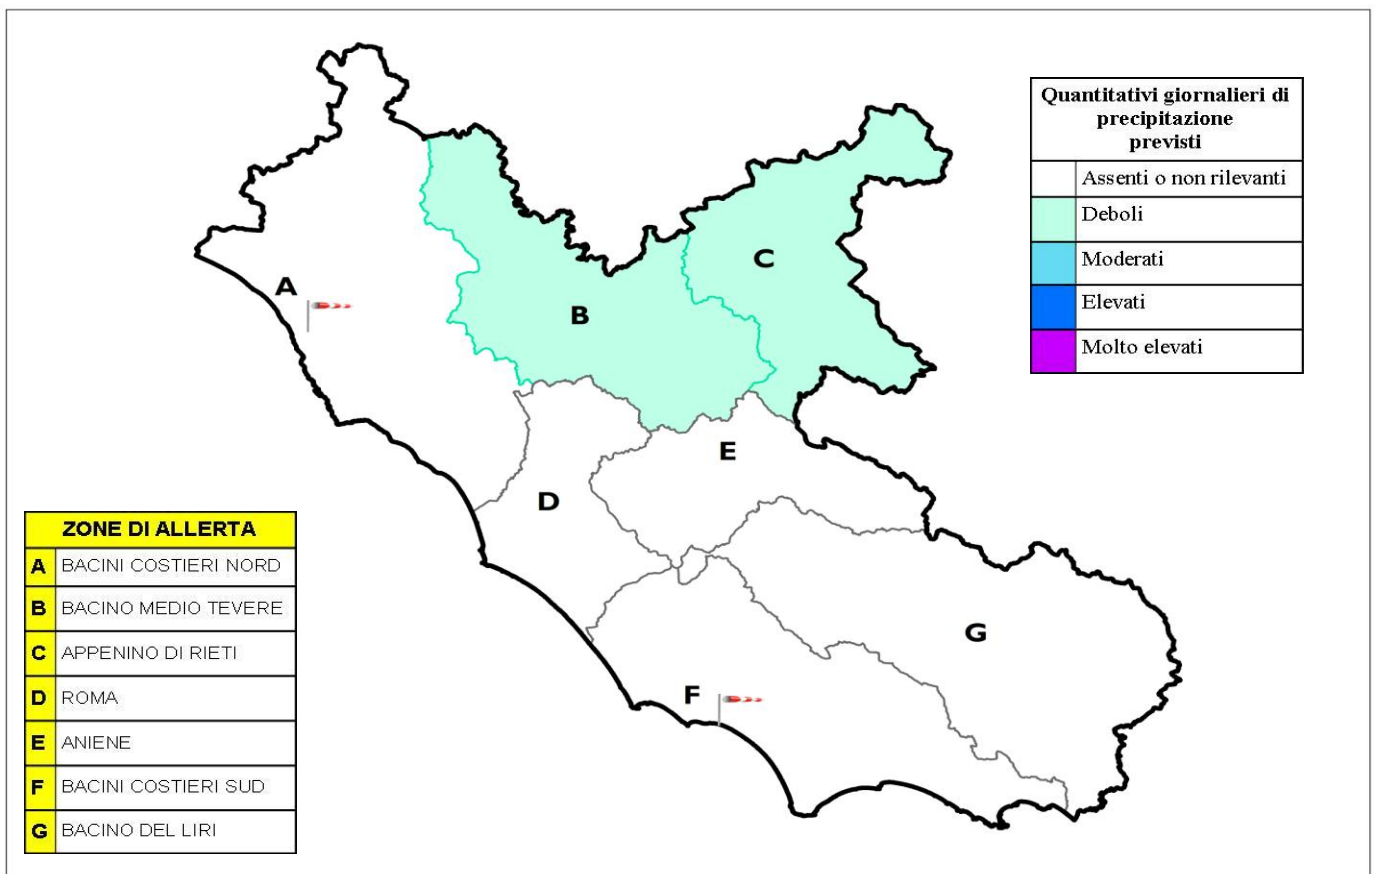 Quantitativi giornalieri di
precipitazione
previsti
Assenti o non rilevanti
Deboli
Moderati
Elevati
Molto elevati
A
B
C
D
E
F
G
ZONE DI ALLERTA
A BACINI COSTIERI NORD
B BACINO MEDIO TEVERE
C APPENINO DI RIETI
D ROMA
E ANIENE
F BACINI COSTIERI SUD
G BACINO DEL LIRI